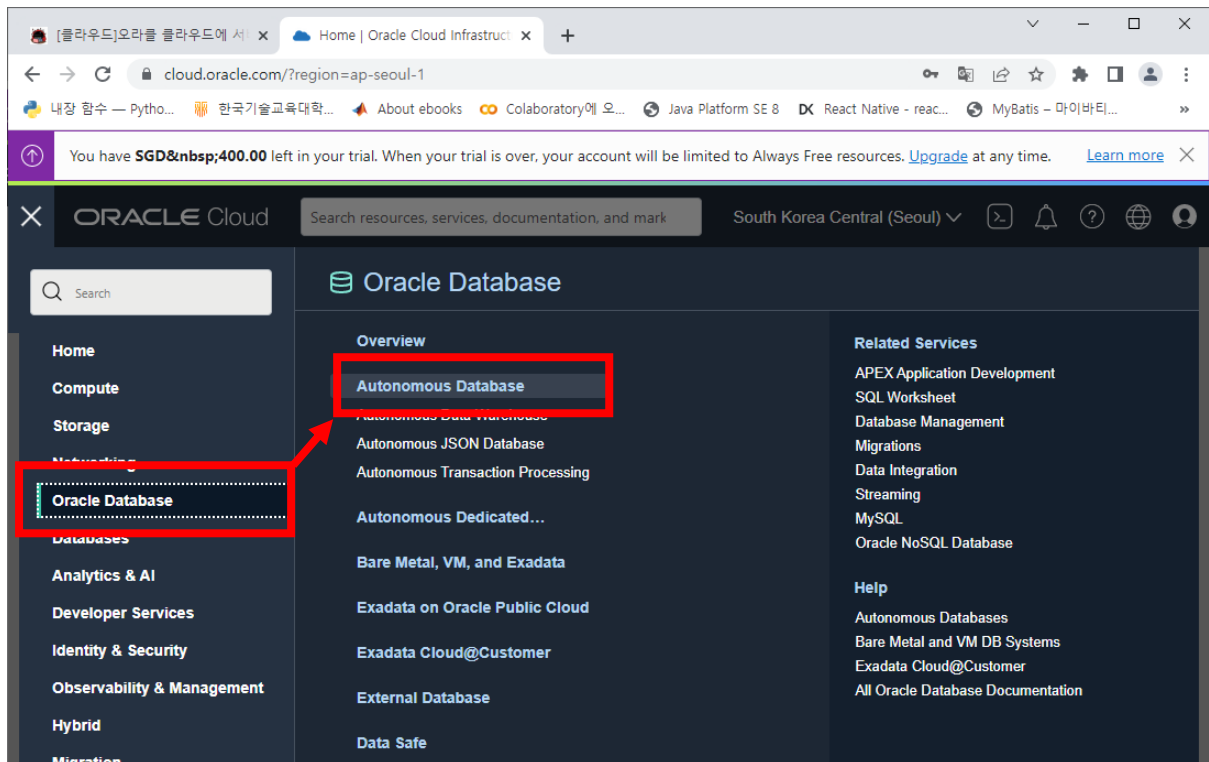 [클라우드]오라클 클라우드에 서
Home | Oracle Cloud Infrastruct
cloud.oracle.com/?region=ap-seoul-1
내장 함수 — Pytho...
한국기술교육대학...
About ebooks
Colaboratory에 오...
Java Platform SE 8
React Native - reac...
MyBatis – 마이바티...
»
You have SGD&nbsp;400.00 left in your trial. When your trial is over, your account will be limited to Always Free resources. Upgrade at any time.
Learn more
ORACLE Cloud
Search resources, services, documentation, and mark
South Korea Central (Seoul)
Search
Home
Compute
Storage
Networking
Oracle Database
Databases
Analytics & AI
Developer Services
Identity & Security
Observability & Management
Hybrid
Migration
Oracle Database
Overview
Autonomous Database
Autonomous Data Warehouse
Autonomous JSON Database
Autonomous Transaction Processing
Autonomous Dedicated...
Bare Metal, VM, and Exadata
Exadata on Oracle Public Cloud
Exadata Cloud@Customer
External Database
Data Safe
Related Services
APEX Application Development
SQL Worksheet
Database Management
Migrations
Data Integration
Streaming
MySQL
Oracle NoSQL Database
Help
Autonomous Databases
Bare Metal and VM DB Systems
Exadata Cloud@Customer
All Oracle Database Documentation